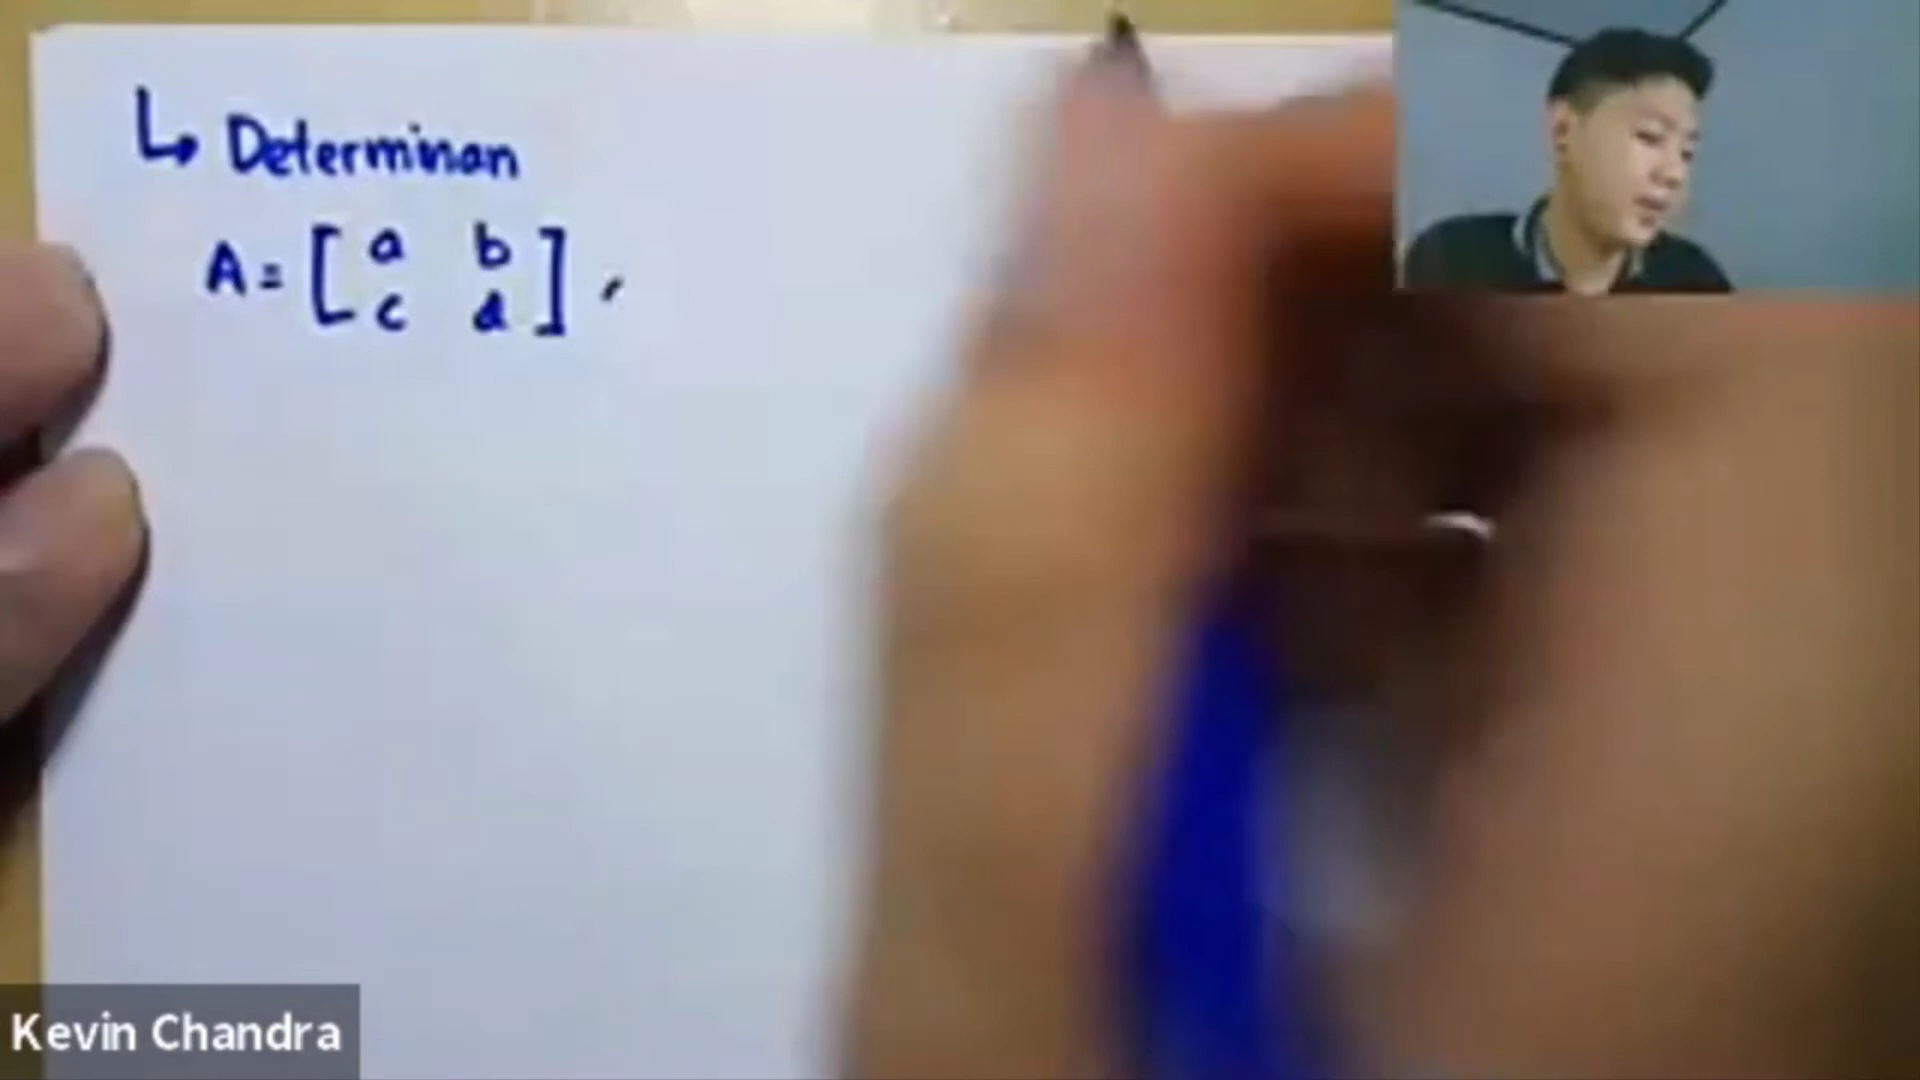 ↳ Determinan
A = [ a b
c d ] ,
Kevin Chandra